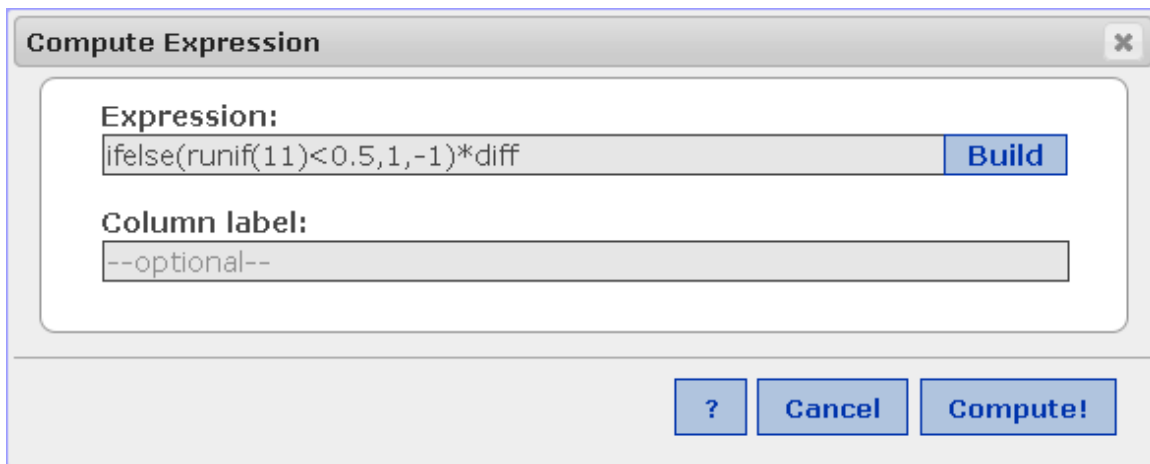 Compute Expression
Expression:
ifelse(runif(11)<0.5,1,-1)*diff
Build
Column label:
--optional--
? Cancel Compute!